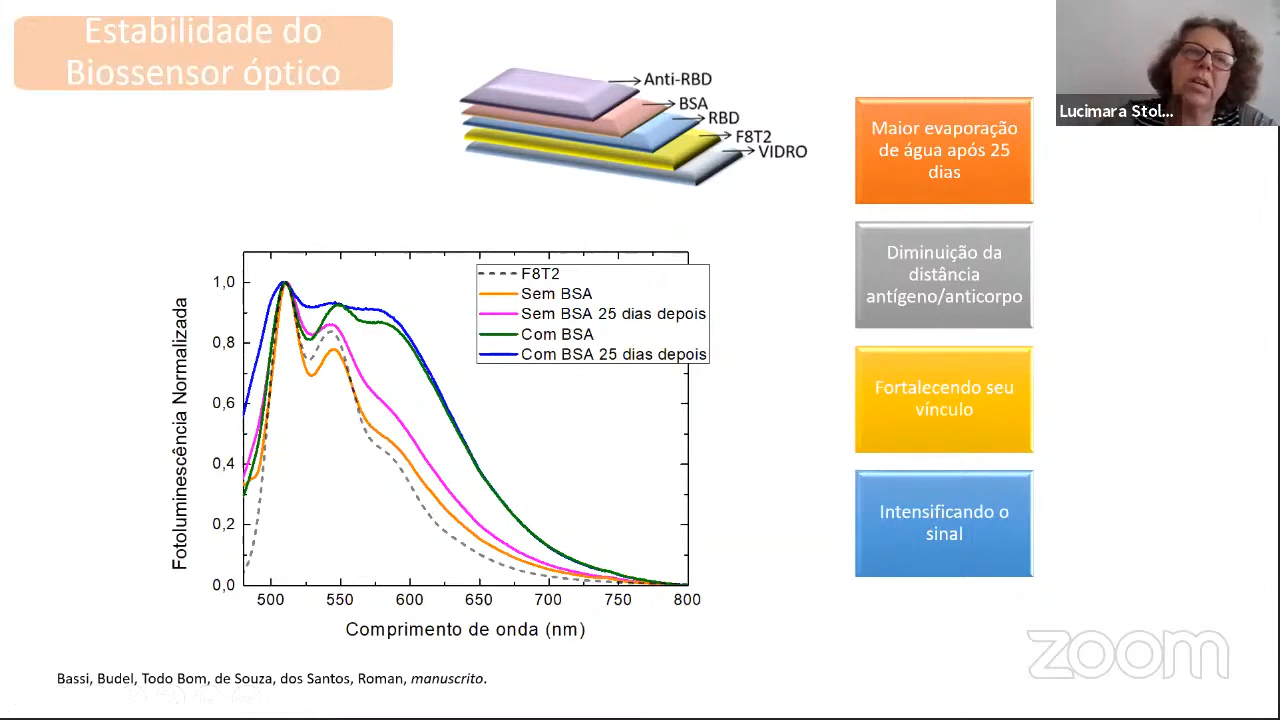 Estabilidade do
Biossensor óptico
Anti-RBD
BSA
RBD
F8T2
VIDRO
Lucimara Stol...
Maior evaporação
de água após 25
dias
Diminuição da
distância
antígeno/anticorpo
Fortalecendo seu
vínculo
Intensificando o
sinal
F8T2
Sem BSA
Sem BSA 25 dias depois
Com BSA
Com BSA 25 dias depois
Fotoluminescência Normalizada
1,0
0,8
0,6
0,4
0,2
0,0
500 550 600 650 700 750 800
Comprimento de onda (nm)
zoom
Bassi, Budel, Todo Bom, de Souza, dos Santos, Roman, manuscrito.